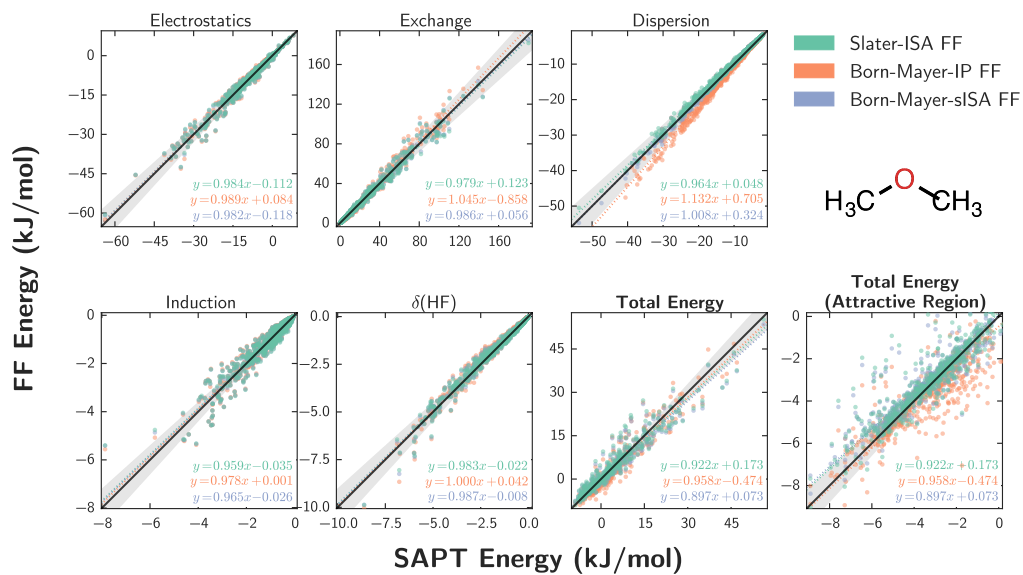 Electrostatics
Exchange
Dispersion
Slater-ISA FF
Born-Mayer-IP FF
Born-Mayer-sISA FF
0
−15
−30
−45
−60
y=0.984x−0.112
y=0.989x+0.084
y=0.982x−0.118
−60 −45 −30 −15 0
160
120
80
40
0
y=0.979x+0.123
y=1.045x−0.858
y=0.986x+0.056
0 40 80 120 160
−10
−20
−30
−40
−50
y=0.964x+0.048
y=1.132x+0.705
y=1.008x+0.324
−50 −40 −30 −20 −10
H3C O CH3
FF Energy (kJ/mol)
Induction
δ(HF)
Total Energy
Total Energy
(Attractive Region)
0
−2
−4
−6
−8
y=0.959x−0.035
y=0.978x+0.001
y=0.965x−0.026
−8 −6 −4 −2 0
0.0
−2.5
−5.0
−7.5
−10.0
y=0.983x−0.022
y=1.000x+0.042
y=0.987x−0.008
−10.0 −7.5 −5.0 −2.5 0.0
45
30
15
0
y=0.922x+0.173
y=0.958x−0.474
y=0.897x+0.073
0 15 30 45
0
−2
−4
−6
−8
y=0.922x+0.173
y=0.958x−0.474
y=0.897x+0.073
−8 −6 −4 −2 0
SAPT Energy (kJ/mol)